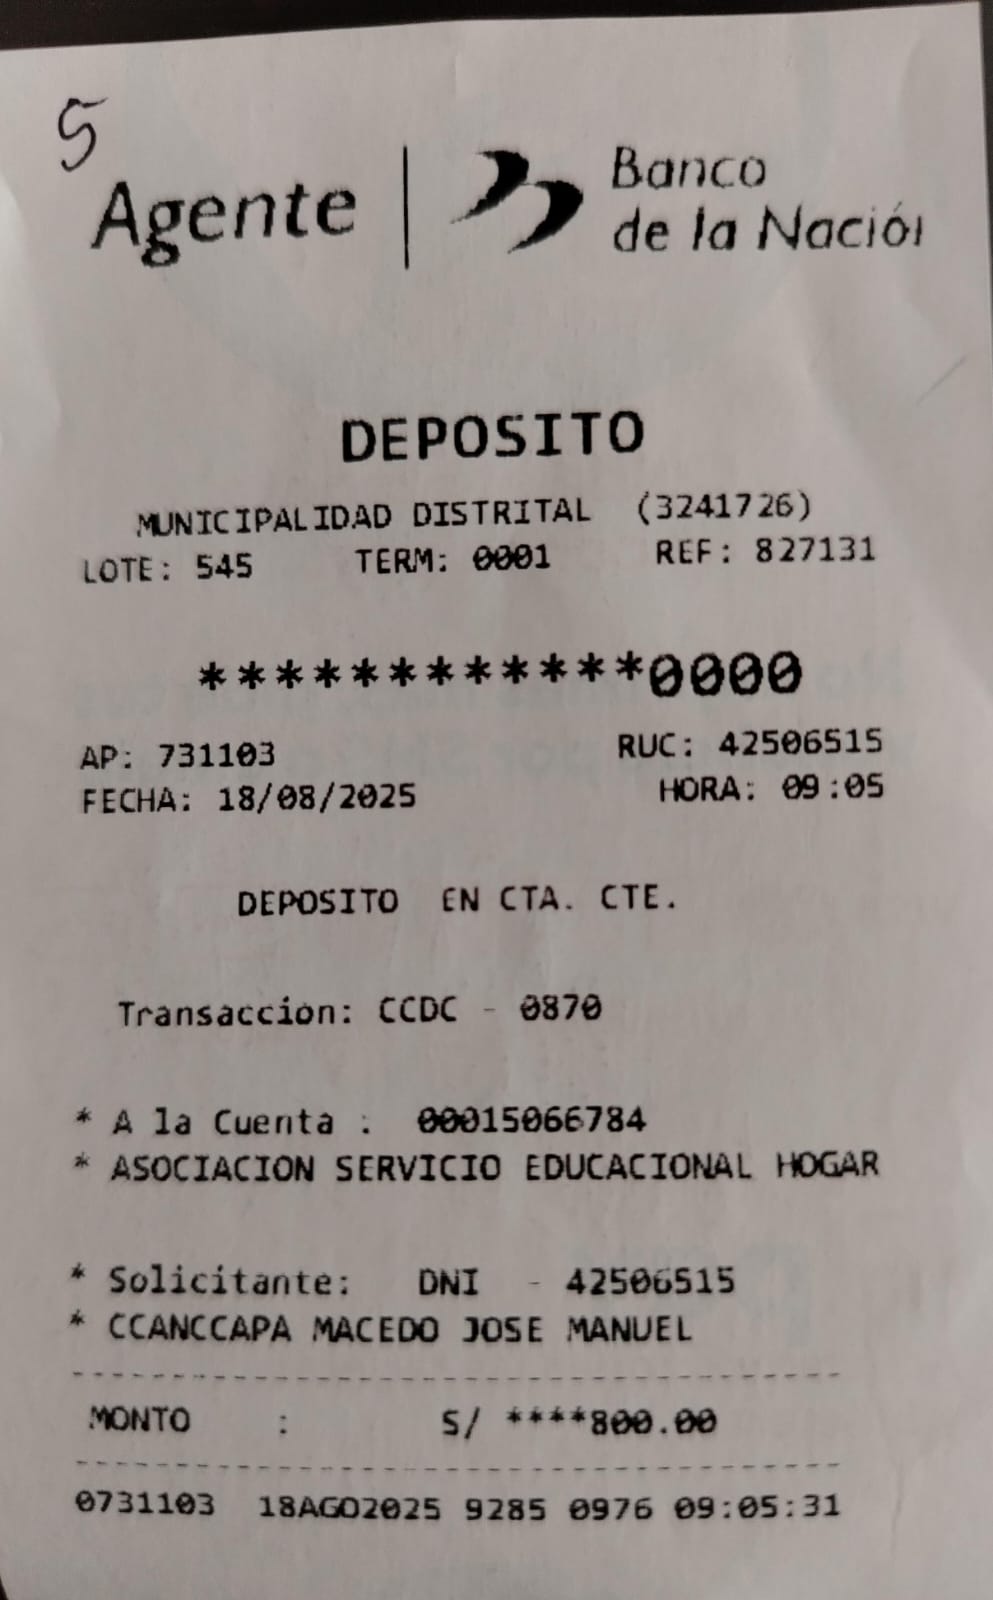 5
Agente | Banco
de la Nación
DEPOSITO
MUNICIPALIDAD DISTRITAL (3241726)
LOTE: 545 TERM: 0001 REF: 827131
************0000
AP: 731103 RUC: 42506515
FECHA: 18/08/2025 HORA: 09:05
DEPOSITO EN CTA. CTE.
Transaccion: CCDC - 0870
* A la Cuenta : 00015066784
* ASOCIACION SERVICIO EDUCACIONAL HOGAR
* Solicitante: DNI - 42506515
* CCANCCAPA MACEDO JOSE MANUEL
MONTO : S/ ****800.00
0731103 18AGO2025 9285 0976 09:05:31